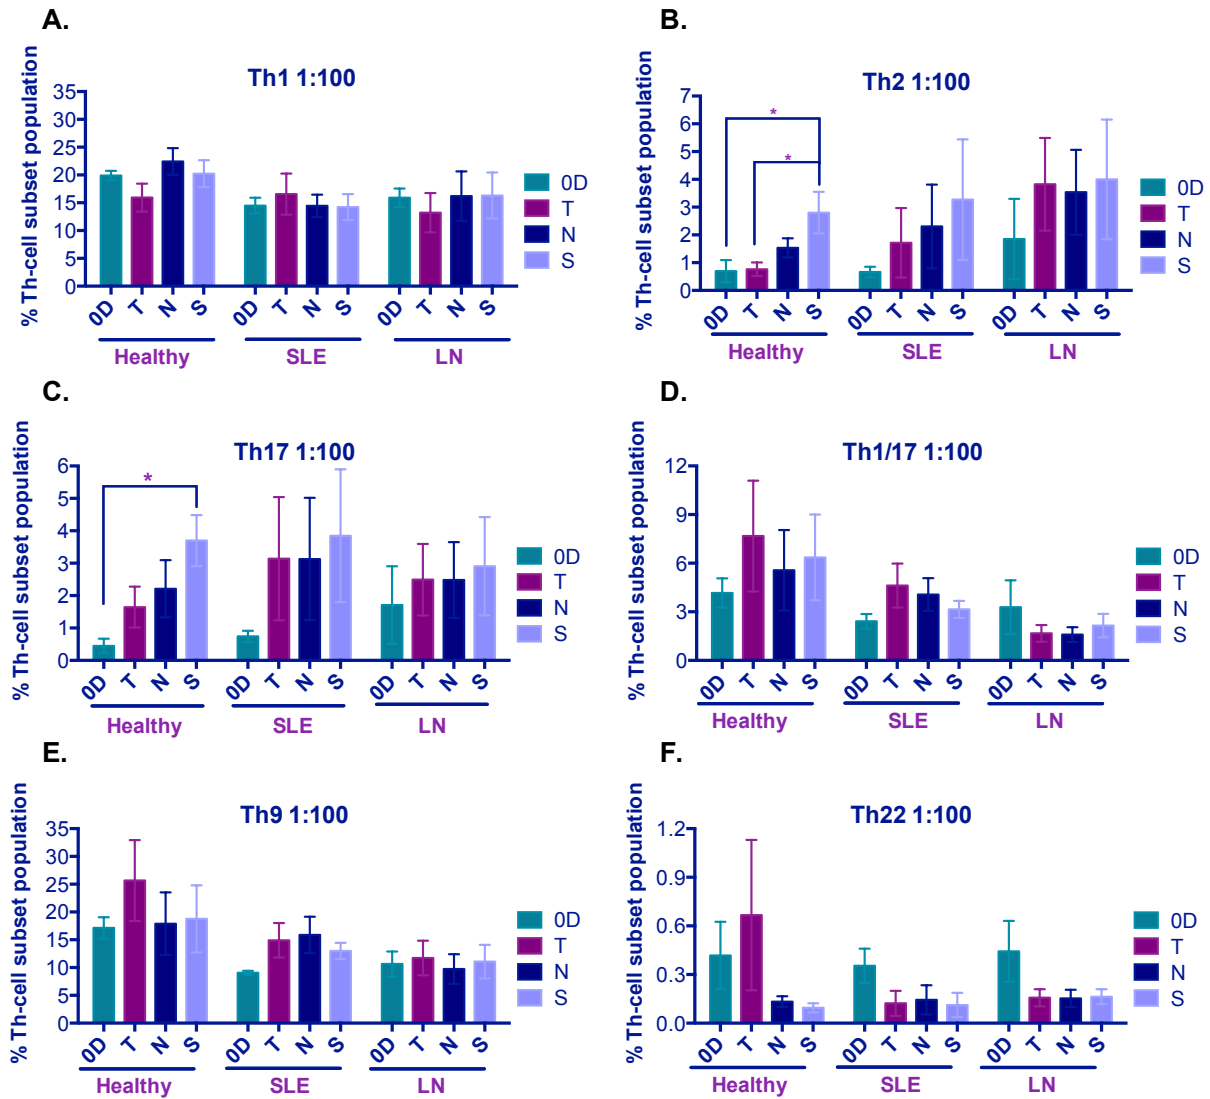 A.
Th1 1:100
% Th-cell subset population
35
30
25
20
15
10
5
0
0D T N S 0D T N S 0D T N S
Healthy SLE LN
0D
T
N
S
B.
Th2 1:100
% Th-cell subset population
7
6
5
4
3
2
1
0
* 
*
0D T N S 0D T N S 0D T N S
Healthy SLE LN
0D
T
N
S
C.
Th17 1:100
% Th-cell subset population
6
5
4
3
2
1
0
*
0D T N S 0D T N S 0D T N S
Healthy SLE LN
0D
T
N
S
D.
Th1/17 1:100
% Th-cell subset population
12
9
6
3
0
0D T N S 0D T N S 0D T N S
Healthy SLE LN
0D
T
N
S
E.
Th9 1:100
% Th-cell subset population
35
30
25
20
15
10
5
0
0D T N S 0D T N S 0D T N S
Healthy SLE LN
0D
T
N
S
F.
Th22 1:100
% Th-cell subset population
1.2
0.9
0.6
0.3
0.0
0D T N S 0D T N S 0D T N S
Healthy SLE LN
0D
T
N
S